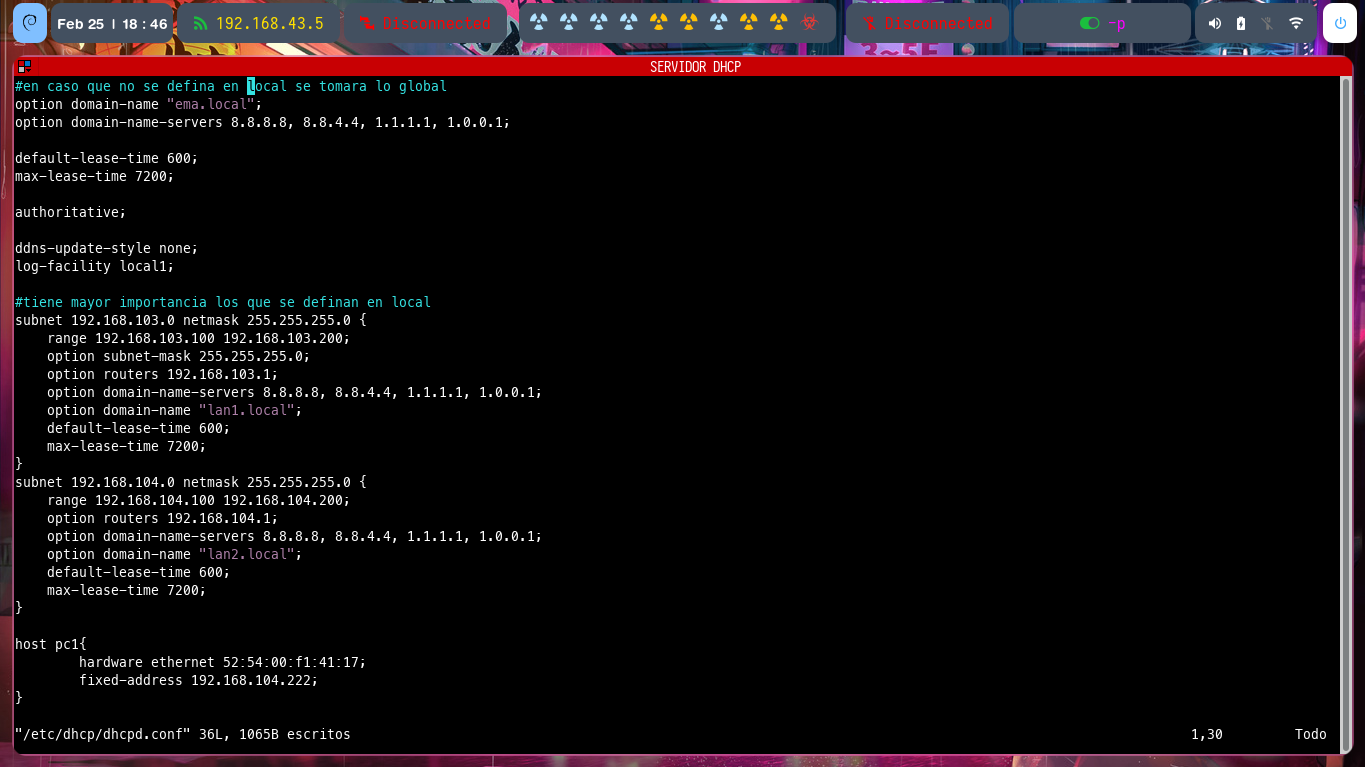 Feb 25 | 18:46 192.168.43.5 Disconnected Disconnected -p
SERVIDOR DHCP
#en caso que no se defina en local se tomara lo global
option domain-name "ema.local";
option domain-name-servers 8.8.8.8, 8.8.4.4, 1.1.1.1, 1.0.0.1;

default-lease-time 600;
max-lease-time 7200;

authoritative;

ddns-update-style none;
log-facility local1;

#tiene mayor importancia los que se definan en local
subnet 192.168.103.0 netmask 255.255.255.0 {
    range 192.168.103.100 192.168.103.200;
    option subnet-mask 255.255.255.0;
    option routers 192.168.103.1;
    option domain-name-servers 8.8.8.8, 8.8.4.4, 1.1.1.1, 1.0.0.1;
    option domain-name "lan1.local";
    default-lease-time 600;
    max-lease-time 7200;
}
subnet 192.168.104.0 netmask 255.255.255.0 {
    range 192.168.104.100 192.168.104.200;
    option routers 192.168.104.1;
    option domain-name-servers 8.8.8.8, 8.8.4.4, 1.1.1.1, 1.0.0.1;
    option domain-name "lan2.local";
    default-lease-time 600;
    max-lease-time 7200;
}

host pc1{
        hardware ethernet 52:54:00:f1:41:17;
        fixed-address 192.168.104.222;
}

"/etc/dhcp/dhcpd.conf" 36L, 1065B escritos 1,30 Todo